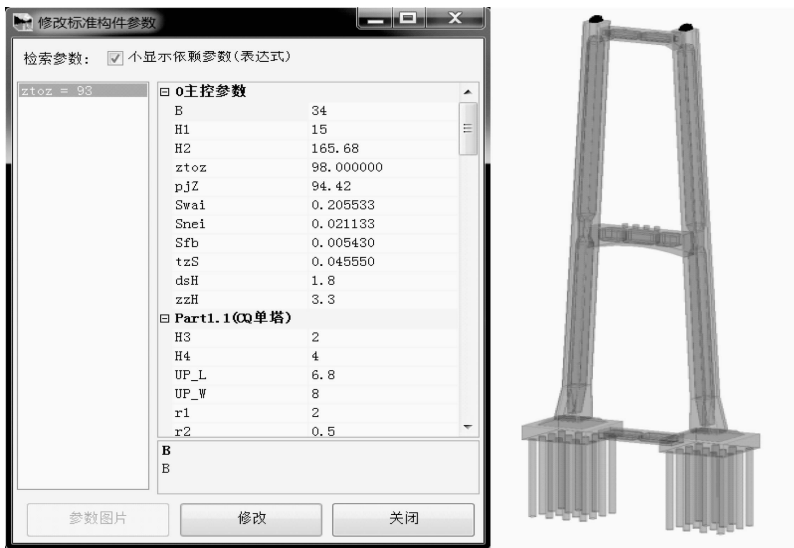 修改标准构件参数
检索参数: 不显示依赖参数(表达式)
ztoz = 93
0主控参数
B 34
H1 15
H2 165.68
ztoz 98.000000
pjZ 94.42
Swai 0.205533
Snei 0.021133
Sfb 0.005430
tzS 0.045550
dsH 1.8
zzH 3.3
Part1.1(CQ单塔)
H3 2
H4 4
UP_L 6.8
UP_W 8
r1 2
r2 0.5
B
B
参数图片 修改 关闭